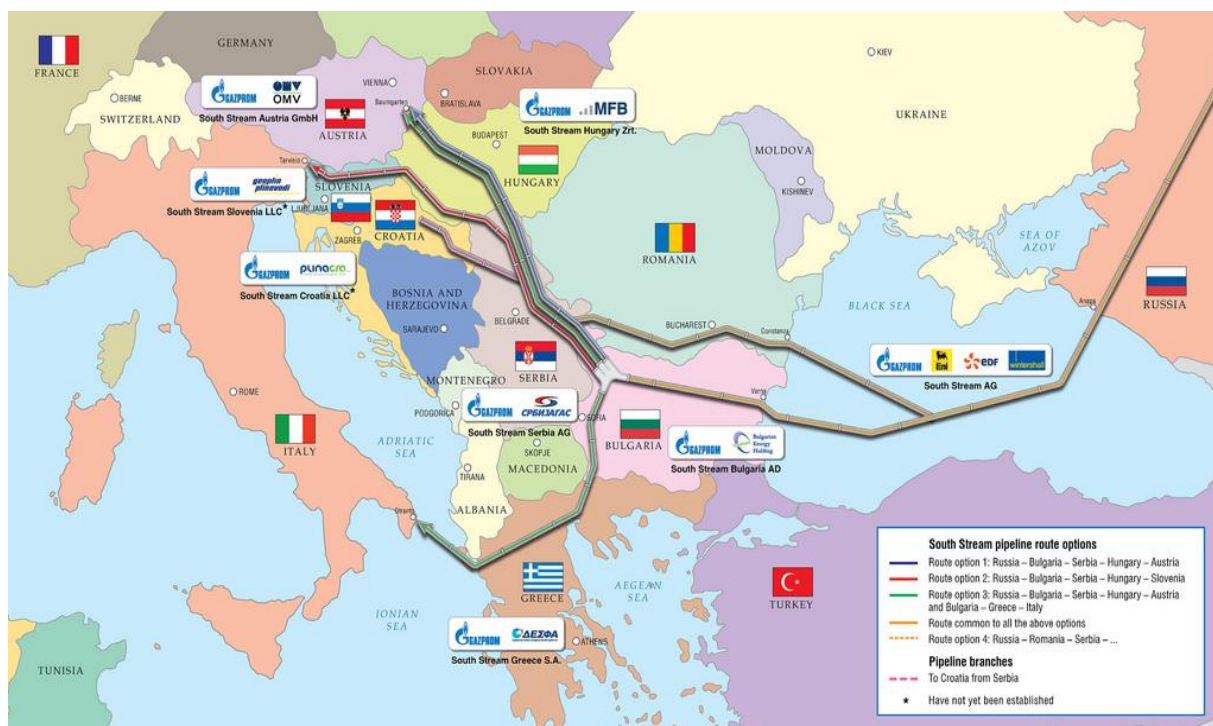 GERMANY
FRANCE
SLOVAKIA
KIEV
VIENNA
BERNE
SWITZERLAND
GAZPROM
OMV
South Stream Austria GmbH
AUSTRIA
Baumgarten
BRATISLAVA
GAZPROM
MFB
South Stream Hungary Zrt.
UKRAINE
BUDAPEST
HUNGARY
MOLDOVA
KISHINEV
Tarvisio
GAZPROM
geoplin
plinovodi
South Stream Slovenia LLC*
SLOVENIA
LJUBLJANA
ZAGREB
CROATIA
ROMANIA
SEA OF
AZOV
RUSSIA
Anapa
GAZPROM
PLINACRO
South Stream Croatia LLC*
BOSNIA AND
HERZEGOVINA
SARAJEVO
BELGRADE
BUCHAREST
Constanza
BLACK SEA
SERBIA
GAZPROM
Eni
eDF
wintershall
South Stream AG
MONTENEGRO
PODGORICA
GAZPROM
СРБИЈАГАС
South Stream Serbia AG
SOFIA
Varna
ROME
ITALY
ADRIATIC
SEA
BULGARIA
GAZPROM
Bulgarian
Energy
Holding
South Stream Bulgaria AD
SKOPJE
MACEDONIA
TIRANA
ALBANIA
Otranto
GREECE
AEGEAN
SEA
TURKEY
IONIAN
SEA
GAZPROM
ΔΕΣΦΑ
ATHENS
South Stream Greece S.A.
TUNISIA
South Stream pipeline route options
Route option 1: Russia – Bulgaria – Serbia – Hungary – Austria
Route option 2: Russia – Bulgaria – Serbia – Hungary – Slovenia
Route option 3: Russia – Bulgaria – Serbia – Hungary – Austria
and Bulgaria – Greece – Italy
Route common to all the above options
Route option 4: Russia – Romania – Serbia – ...
Pipeline branches
To Croatia from Serbia
* Have not yet been established